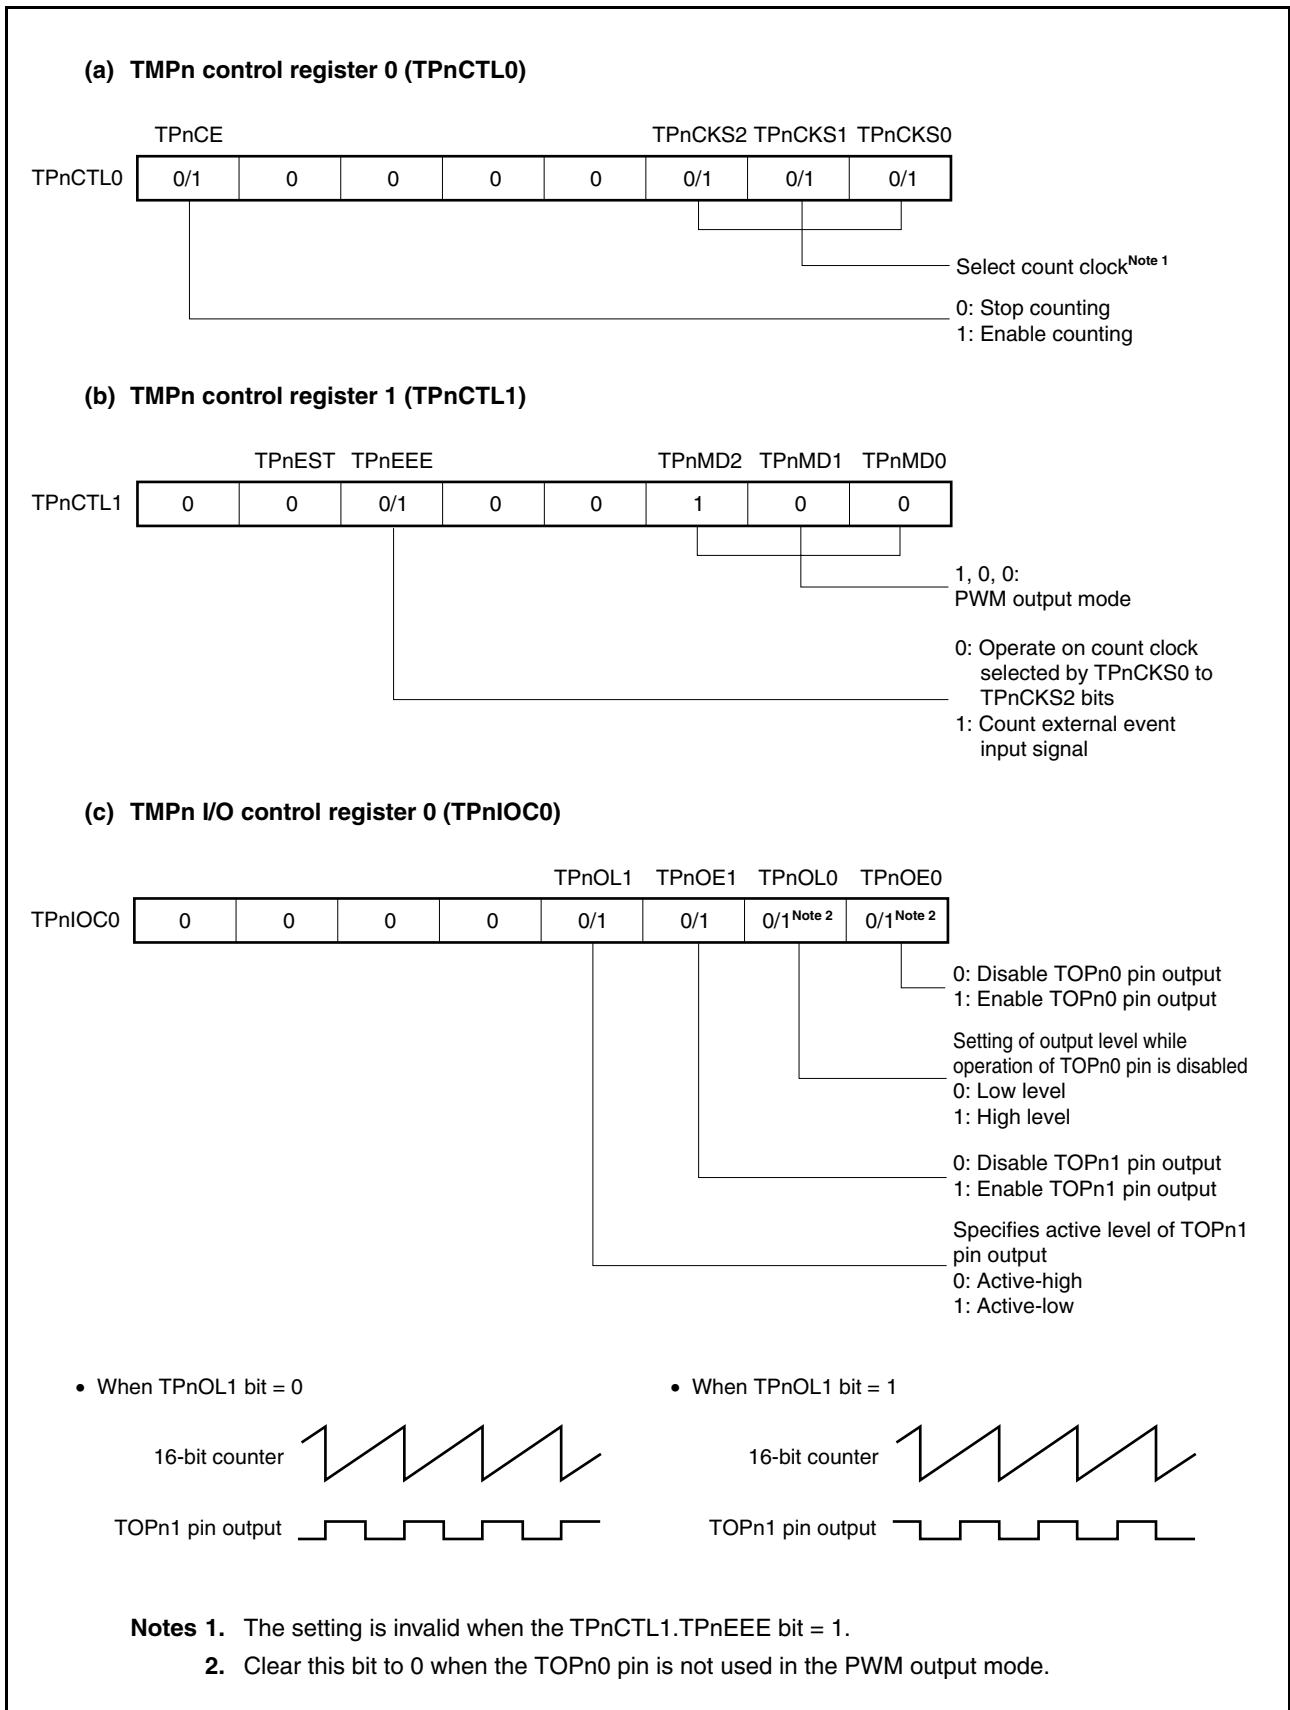 (a) TMPn control register 0 (TPnCTL0)
TPnCE TPnCKS2 TPnCKS1 TPnCKS0
TPnCTL0 0/1 0 0 0 0 0/1 0/1 0/1
Select count clockNote 1
0: Stop counting
1: Enable counting
(b) TMPn control register 1 (TPnCTL1)
TPnEST TPnEEE TPnMD2 TPnMD1 TPnMD0
TPnCTL1 0 0 0/1 0 0 1 0 0
1, 0, 0:
PWM output mode
0: Operate on count clock
selected by TPnCKS0 to
TPnCKS2 bits
1: Count external event
input signal
(c) TMPn I/O control register 0 (TPnIOC0)
TPnOL1 TPnOE1 TPnOL0 TPnOE0
TPnIOC0 0 0 0 0 0/1 0/1 0/1Note 2 0/1Note 2
0: Disable TOPn0 pin output
1: Enable TOPn0 pin output
Setting of output level while
operation of TOPn0 pin is disabled
0: Low level
1: High level
0: Disable TOPn1 pin output
1: Enable TOPn1 pin output
Specifies active level of TOPn1
pin output
0: Active-high
1: Active-low
• When TPnOL1 bit = 0
16-bit counter
TOPn1 pin output
• When TPnOL1 bit = 1
16-bit counter
TOPn1 pin output
Notes 1. The setting is invalid when the TPnCTL1.TPnEEE bit = 1.
2. Clear this bit to 0 when the TOPn0 pin is not used in the PWM output mode.